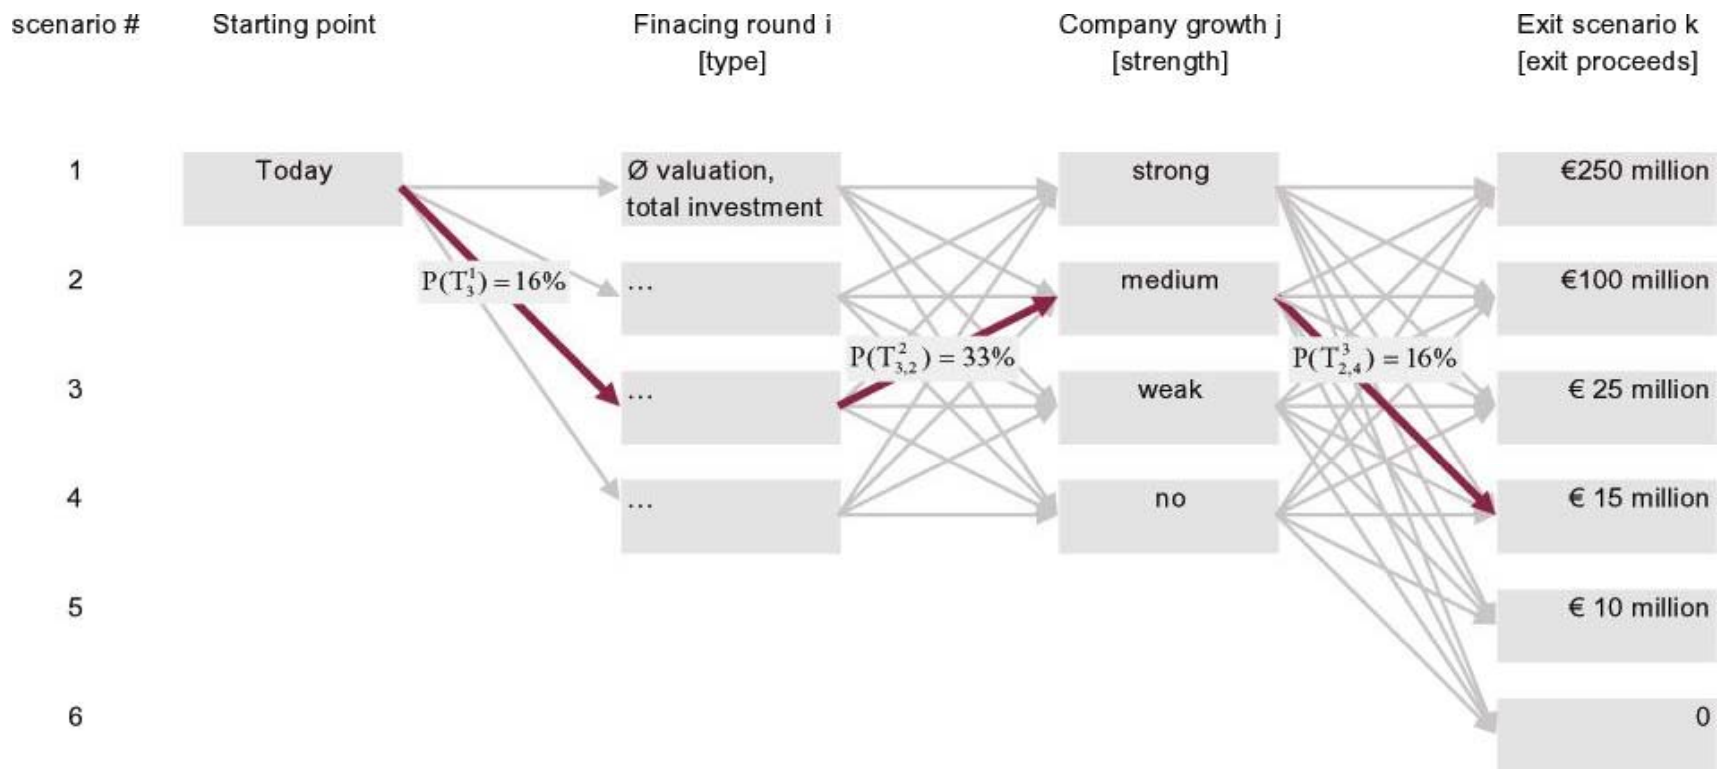 scenario # Starting point Finacing round i Company growth j Exit scenario k
[type] [strength] [exit proceeds]
1 Today Ø valuation, strong €250 million
total investment
2 … medium €100 million
P(T¹₃) = 16%
P(T²₃,₂) = 33% P(T³₂,₄) = 16%
3 … weak € 25 million
4 … no € 15 million
5 € 10 million
6 0